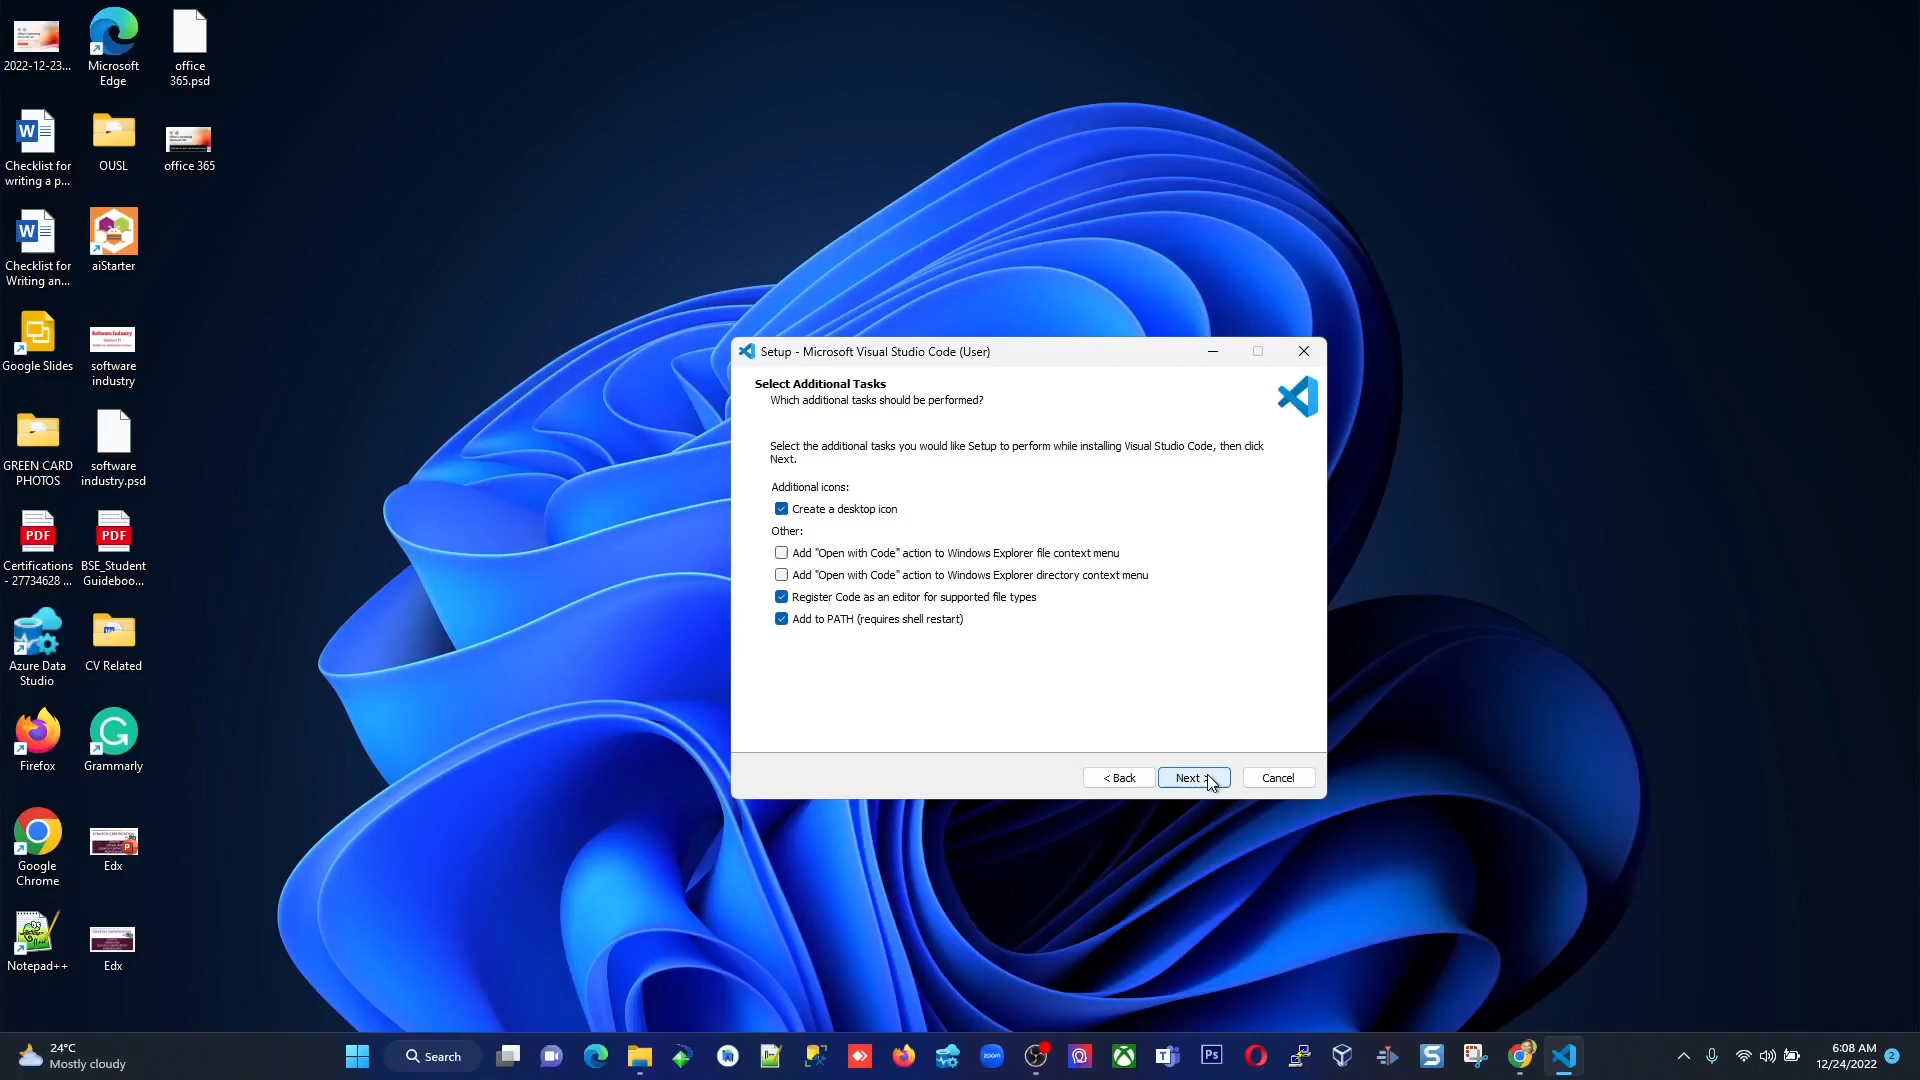 2022-12-23...
Microsoft
Edge
office
365.psd
Checklist for
writing a p...
OUSL
office 365
Checklist for
Writing an...
aiStarter
Google Slides
software
industry
GREEN CARD
PHOTOS
software
industry.psd
PDF
PDF
Certifications
- 27734628 ...
BSE_Student
Guideboo...
Azure Data
Studio
CV Related
Firefox
Grammarly
Google
Chrome
Edx
Notepad++
Edx
Setup - Microsoft Visual Studio Code (User)
Select Additional Tasks
Which additional tasks should be performed?
Select the additional tasks you would like Setup to perform while installing Visual Studio Code, then click
Next.
Additional icons:
Create a desktop icon
Other:
Add "Open with Code" action to Windows Explorer file context menu
Add "Open with Code" action to Windows Explorer directory context menu
Register Code as an editor for supported file types
Add to PATH (requires shell restart)
< Back
Next >
Cancel
24°C
Mostly cloudy
Search
zoom
Ps
6:08 AM
12/24/2022
2